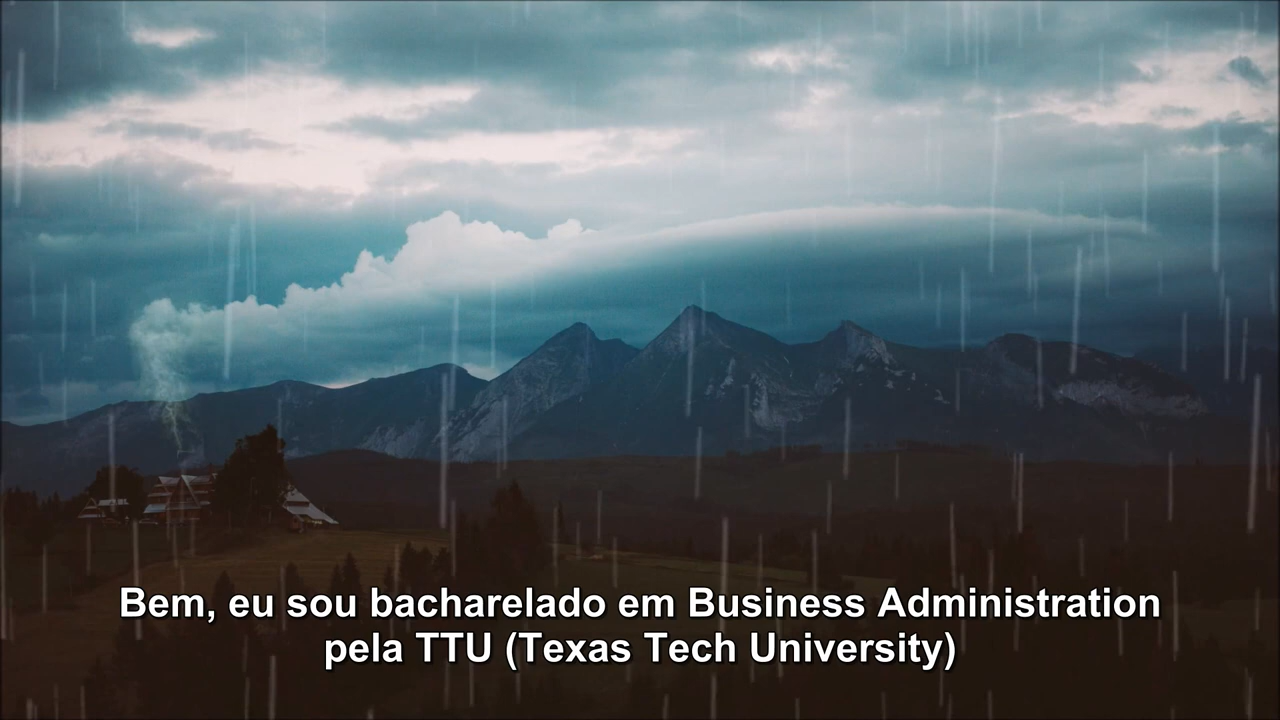 Bem, eu sou bacharelado em Business Administration
pela TTU (Texas Tech University)